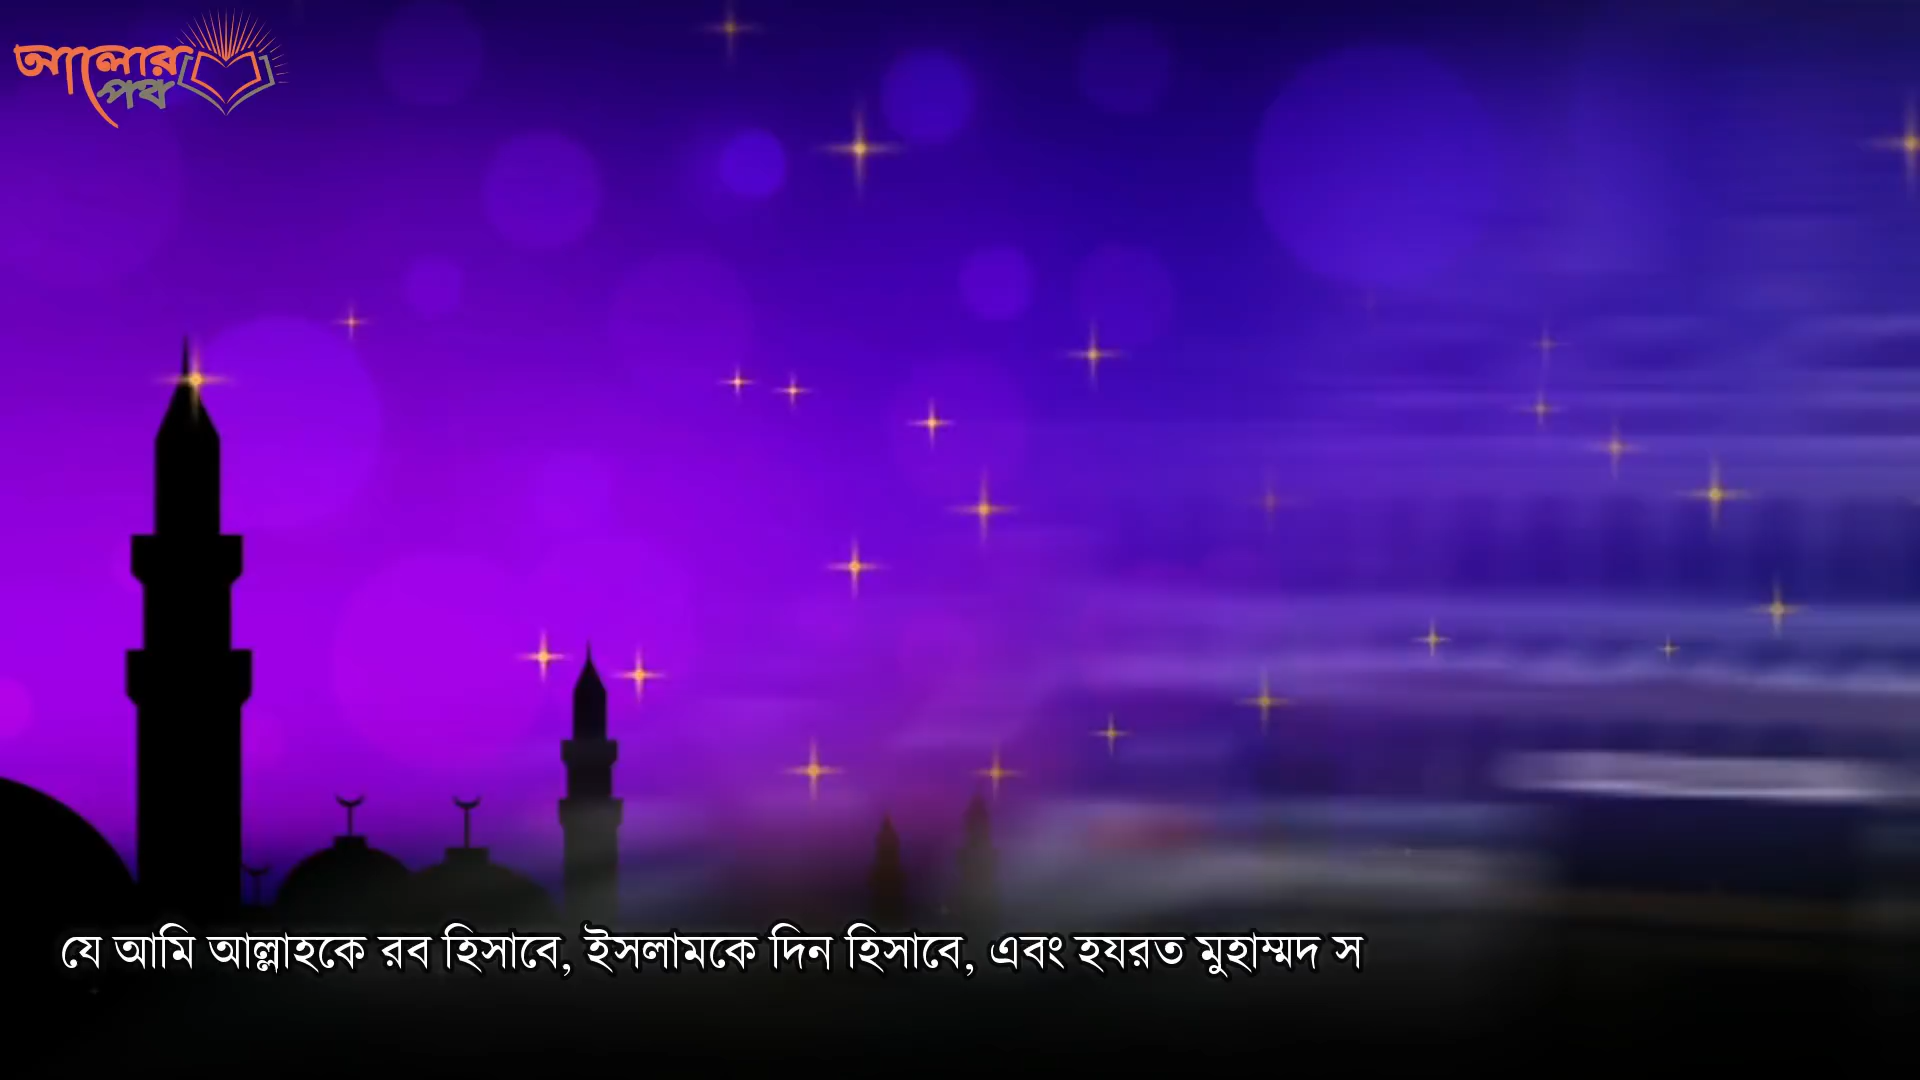 আলোর
পথ
যে আমি আল্লাহকে রব হিসাবে, ইসলামকে দিন হিসাবে, এবং হযরত মুহাম্মদ স